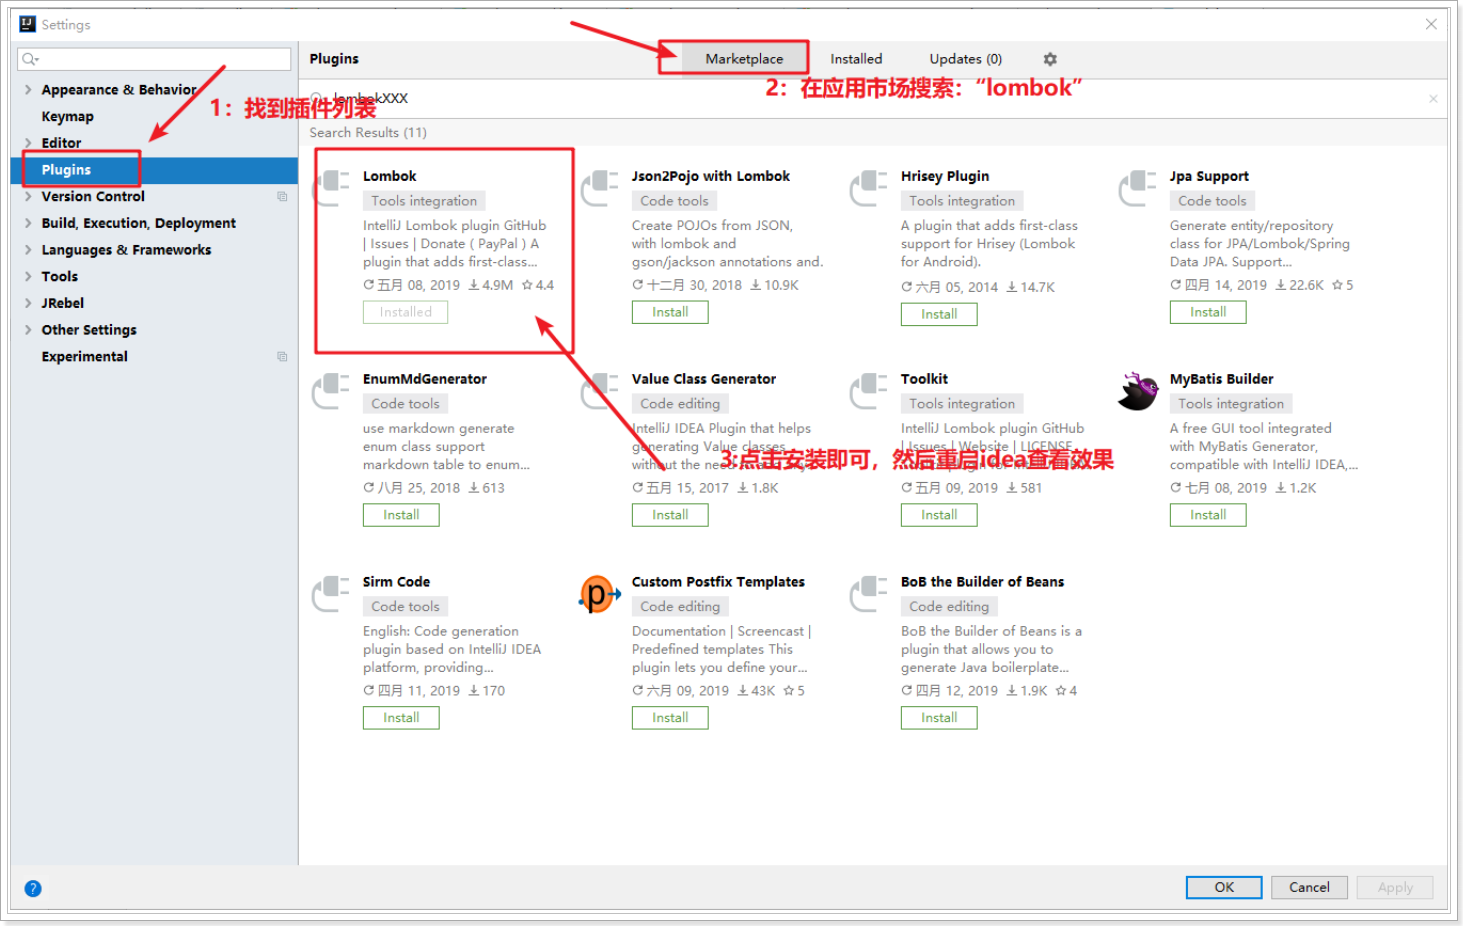 Settings
Plugins
Marketplace
Installed
Updates (0)
Appearance & Behavior
Keymap
Editor
Plugins
Version Control
Build, Execution, Deployment
Languages & Frameworks
Tools
JRebel
Other Settings
Experimental
1：找到插件列表
2：在应用市场搜索：“lombok”
lombokXXX
Search Results (11)
Lombok
Tools integration
IntelliJ Lombok plugin GitHub
| Issues | Donate ( PayPal ) A
plugin that adds first-class...
五月 08, 2019 4.9M 4.4
Installed
Json2Pojo with Lombok
Code tools
Create POJOs from JSON,
with lombok and
gson/jackson annotations and.
十二月 30, 2018 10.9K
Install
Hrisey Plugin
Tools integration
A plugin that adds first-class
support for Hrisey (Lombok
for Android).
六月 05, 2014 14.7K
Install
Jpa Support
Code tools
Generate entity/repository
class for JPA/Lombok/Spring
Data JPA. Support...
四月 14, 2019 22.6K 5
Install
EnumMdGenerator
Code tools
use markdown generate
enum class support
markdown table to enum...
八月 25, 2018 613
Install
Value Class Generator
Code editing
IntelliJ IDEA Plugin that helps
generating Value classes
without the need
五月 15, 2017 1.8K
Install
Toolkit
Tools integration
IntelliJ Lombok plugin GitHub
| Issues | Website | LICENSE
五月 09, 2019 581
Install
3:点击安装即可，然后重启idea查看效果
MyBatis Builder
Tools integration
A free GUI tool integrated
with MyBatis Generator,
compatible with IntelliJ IDEA,...
七月 08, 2019 1.2K
Install
Sirm Code
Code tools
English: Code generation
plugin based on IntelliJ IDEA
platform, providing...
四月 11, 2019 170
Install
Custom Postfix Templates
Code editing
Documentation | Screencast |
Predefined templates This
plugin lets you define your...
六月 09, 2019 43K 5
Install
BoB the Builder of Beans
Code editing
BoB the Builder of Beans is a
plugin that allows you to
generate Java boilerplate...
四月 12, 2019 1.9K 4
Install
OK
Cancel
Apply